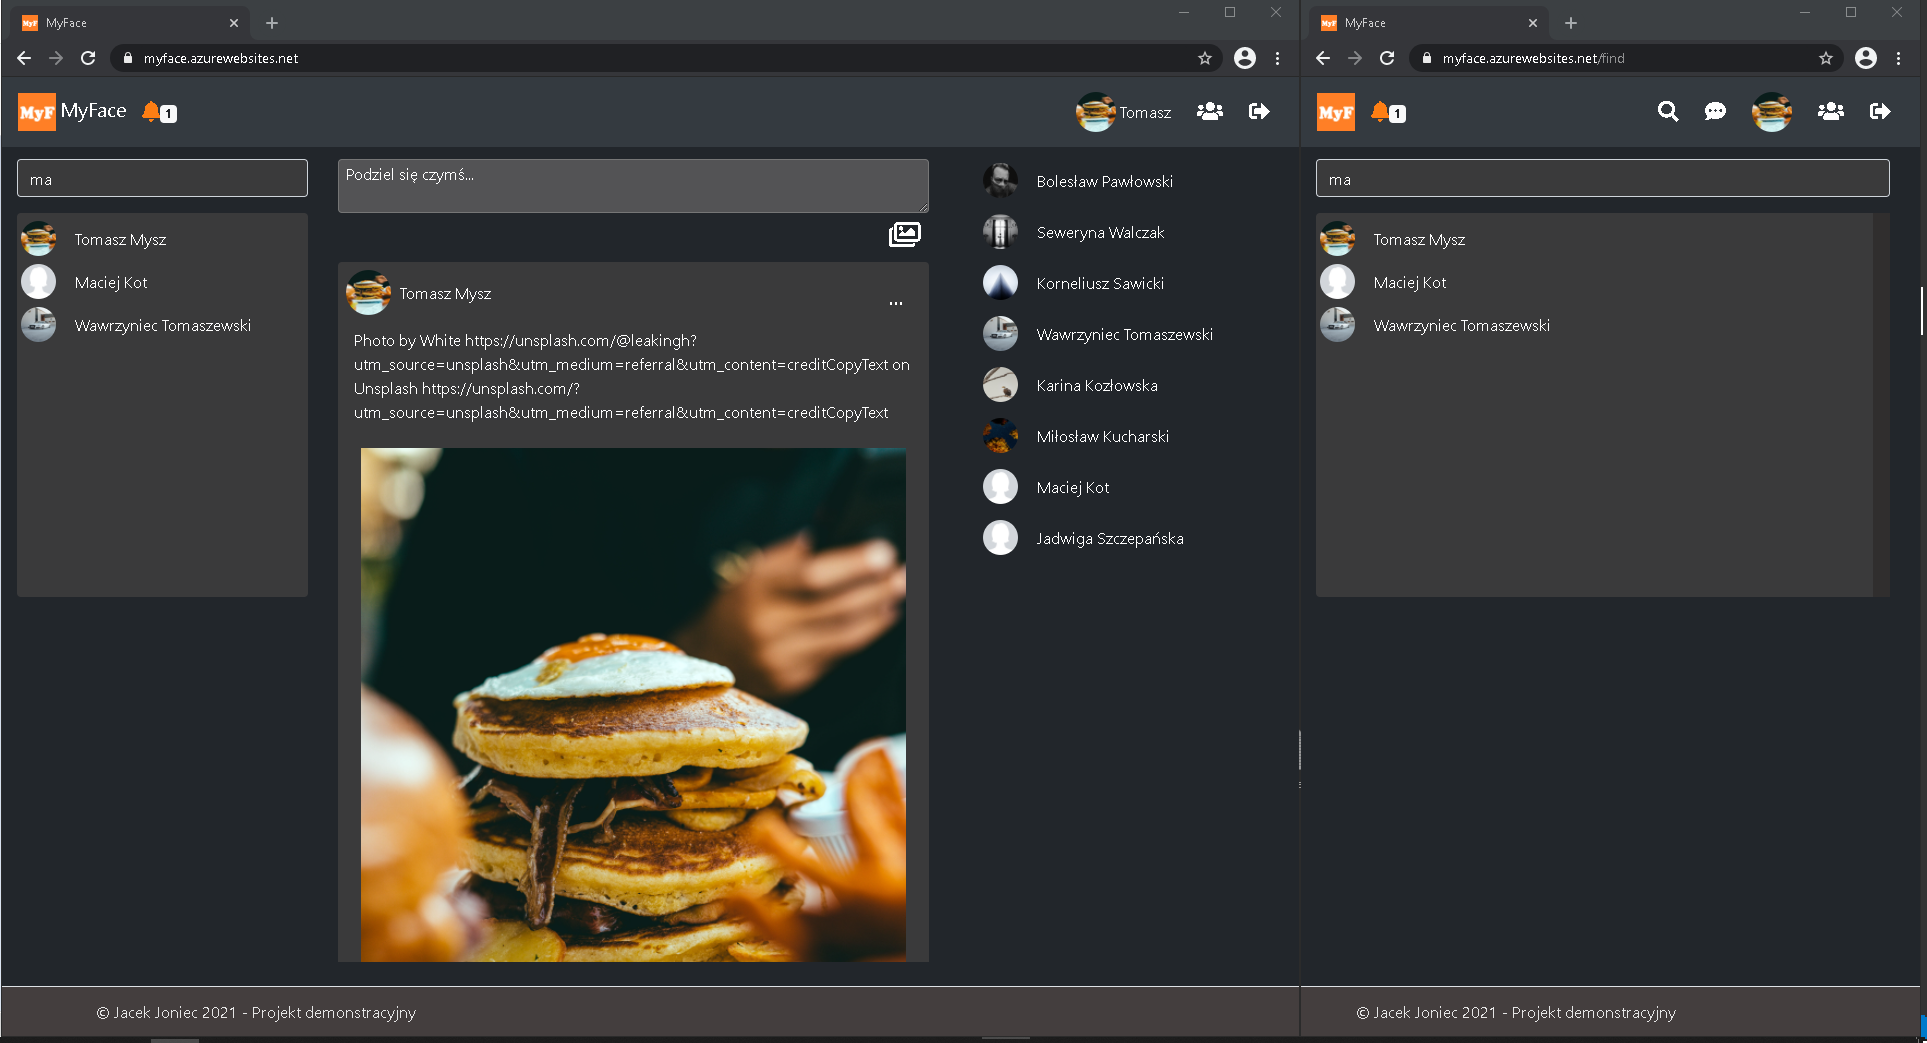 MyFace
myface.azurewebsites.net
MyF MyFace 1
Tomasz
ma
Tomasz Mysz
Maciej Kot
Wawrzyniec Tomaszewski
Podziel się czymś...
Tomasz Mysz
...
Photo by White https://unsplash.com/@leakingh?
utm_source=unsplash&utm_medium=referral&utm_content=creditCopyText on
Unsplash https://unsplash.com/?
utm_source=unsplash&utm_medium=referral&utm_content=creditCopyText
Bolesław Pawłowski
Seweryna Walczak
Korneliusz Sawicki
Wawrzyniec Tomaszewski
Karina Kozłowska
Miłosław Kucharski
Maciej Kot
Jadwiga Szczepańska
© Jacek Joniec 2021 - Projekt demonstracyjny
MyFace
myface.azurewebsites.net/find
MyF 1
ma
Tomasz Mysz
Maciej Kot
Wawrzyniec Tomaszewski
© Jacek Joniec 2021 - Projekt demonstracyjny